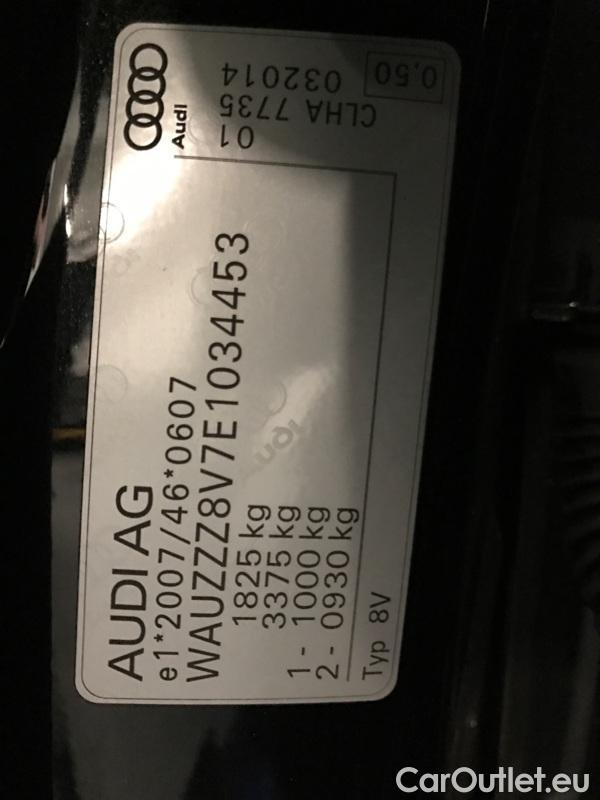 AUDI AG
e1*2007/46*0607
WAUZZZ8V7E1034453
1825 kg
3375 kg
1- 1000 kg
2- 0930 kg
Typ 8V
Audi
01
CLHA 7735
032014
0,50
CarOutlet.eu